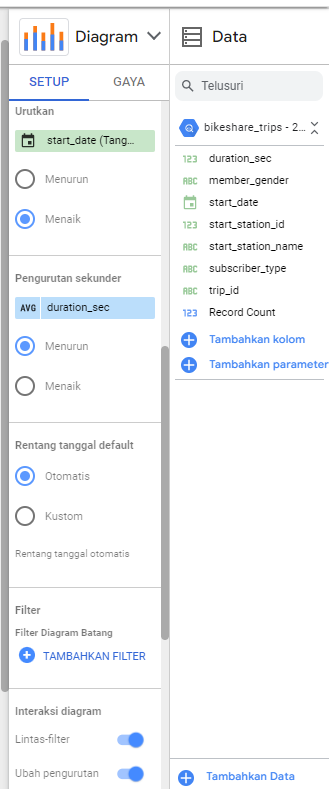 Diagram
SETUP
GAYA
Urutkan
start_date (Tang...
Menurun
Menaik
Pengurutan sekunder
AVG duration_sec
Menurun
Menaik
Rentang tanggal default
Otomatis
Kustom
Rentang tanggal otomatis
Filter
Filter Diagram Batang
TAMBAHKAN FILTER
Interaksi diagram
Lintas-filter
Ubah pengurutan
Data
Telusuri
bikeshare_trips - 2...
123 duration_sec
ABC member_gender
start_date
123 start_station_id
ABC start_station_name
ABC subscriber_type
ABC trip_id
123 Record Count
Tambahkan kolom
Tambahkan parameter
Tambahkan Data